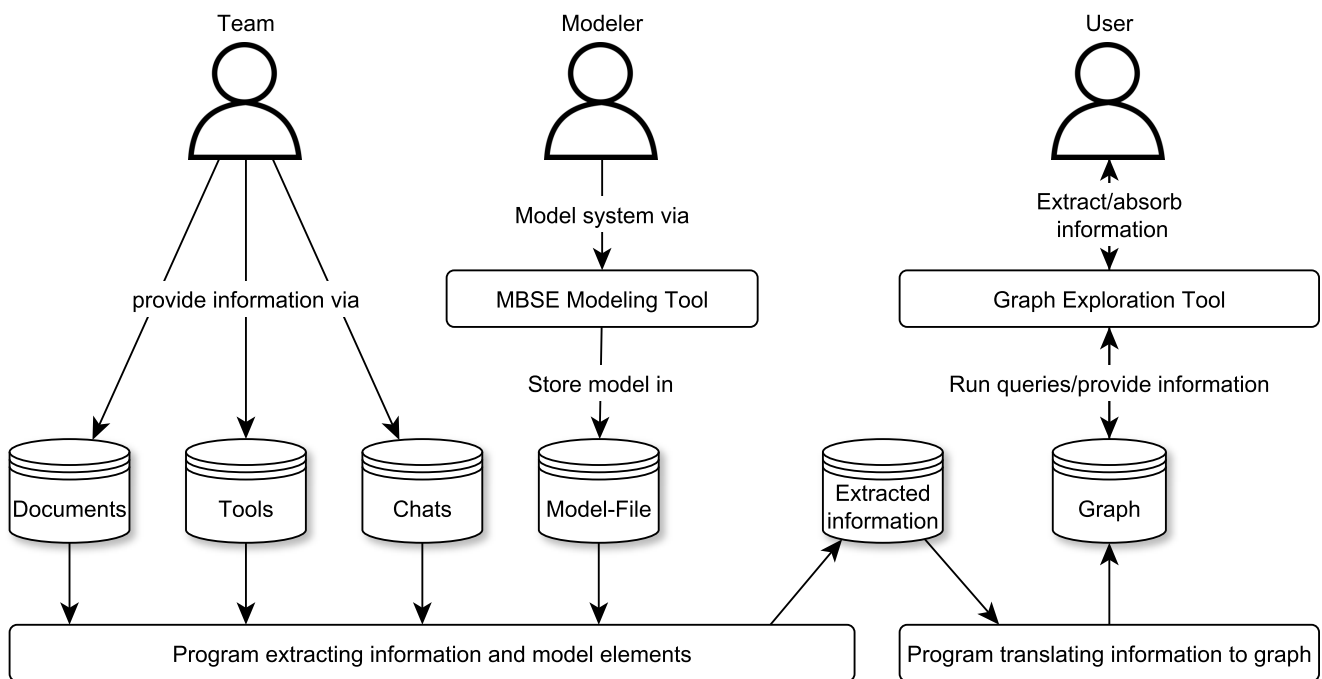 Team
Modeler
User
Model system via
Extract/absorb
information
provide information via
MBSE Modeling Tool
Graph Exploration Tool
Store model in
Run queries/provide information
Documents
Tools
Chats
Model-File
Extracted
information
Graph
Program extracting information and model elements
Program translating information to graph